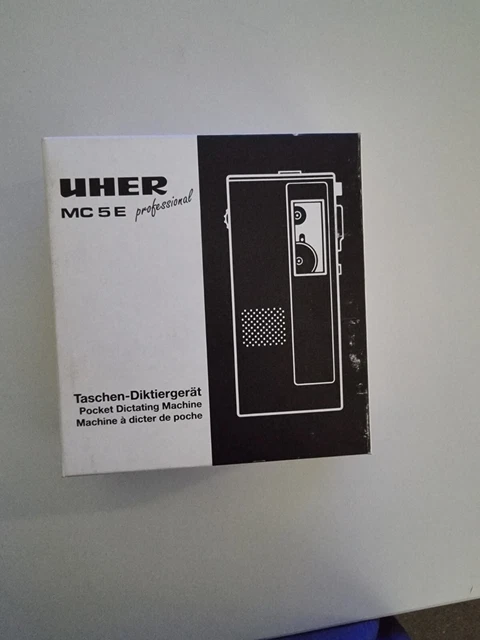 UHER
MC 5 E professional
Taschen-Diktiergerät
Pocket Dictating Machine
Machine à dicter de poche